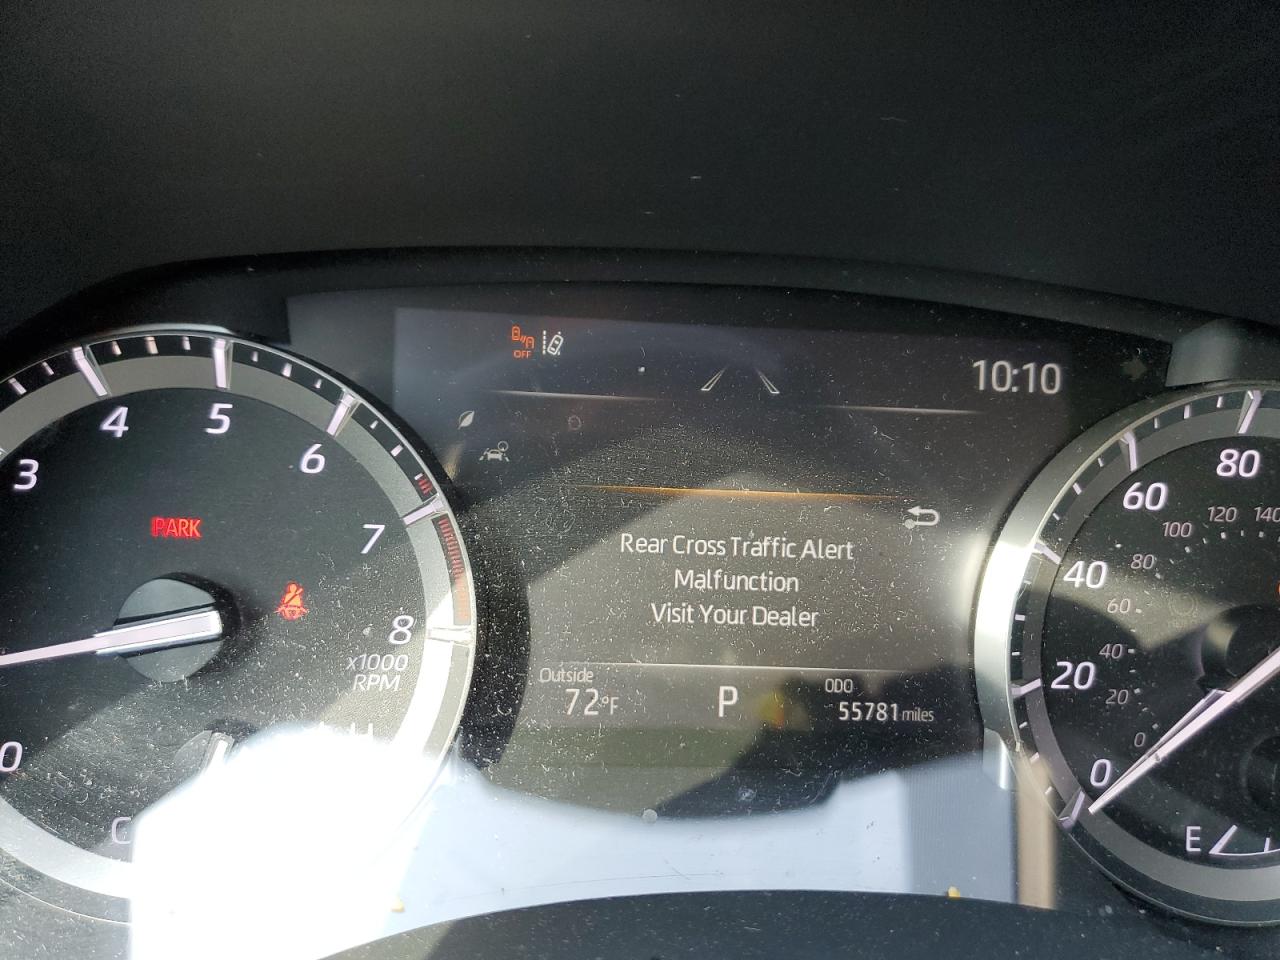 OFF
10:10
3
4
5
6
7
8
x1000
RPM
0
PARK
C
H
Rear Cross Traffic Alert
Malfunction
Visit Your Dealer
Outside
72°F
P
ODO
55781 miles
80
60
40
20
0
140
120
100
80
60
40
20
0
E